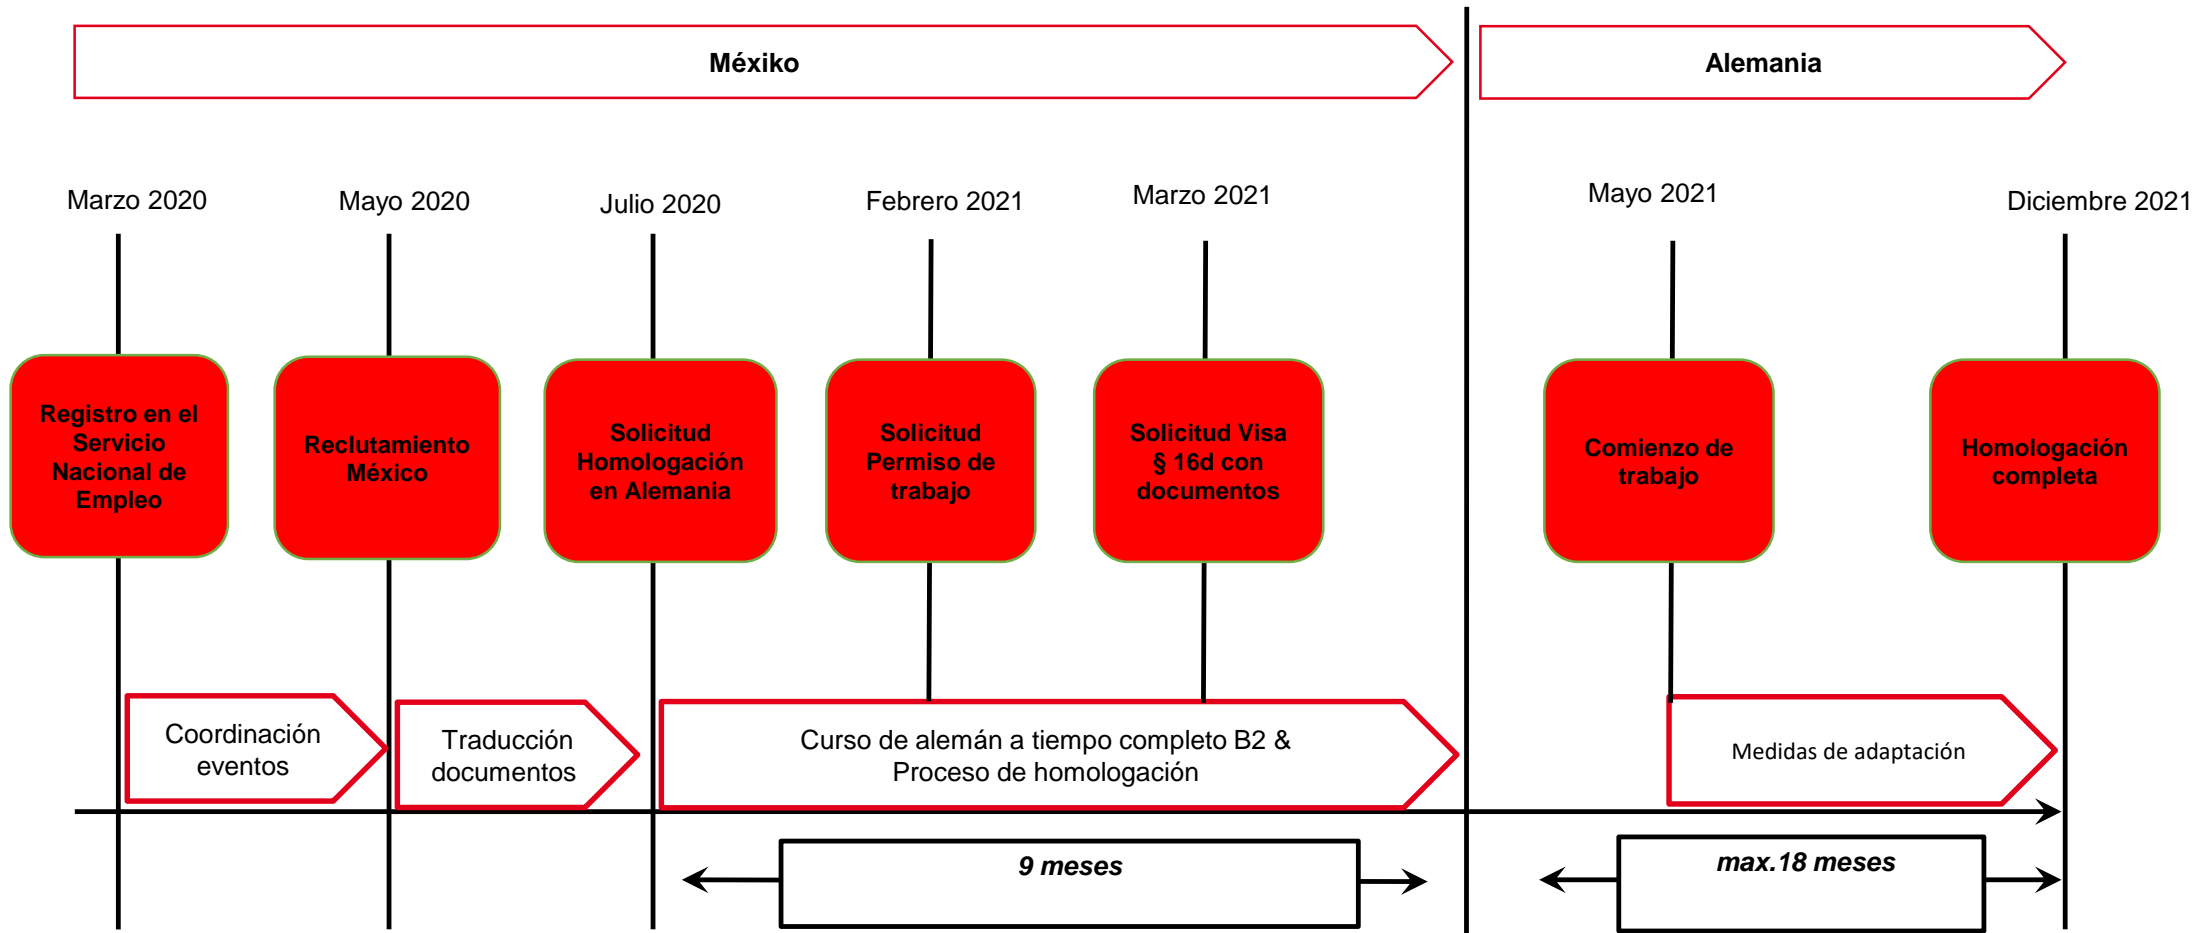 Méxiko
Alemania
Marzo 2020
Mayo 2020
Julio 2020
Febrero 2021
Marzo 2021
Mayo 2021
Diciembre 2021
Registro en el
Servicio
Nacional de
Empleo
Reclutamiento
México
Solicitud
Homologación
en Alemania
Solicitud
Permiso de
trabajo
Solicitud Visa
§ 16d con
documentos
Comienzo de
trabajo
Homologación
completa
Coordinación
eventos
Traducción
documentos
Curso de alemán a tiempo completo B2 &
Proceso de homologación
Medidas de adaptación
9 meses
max.18 meses